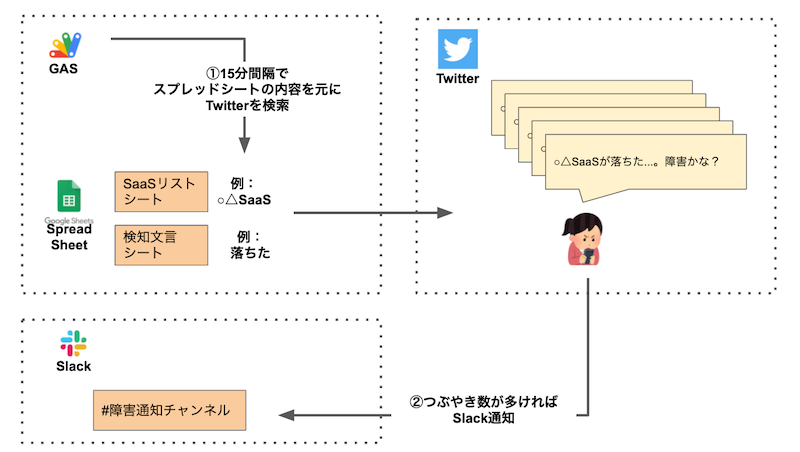 GAS
①15分間隔で
スプレッドシートの内容を元に
Twitterを検索
SaaSリスト
シート
例：
○△SaaS
Google Sheets
Spread
Sheet
検知文言
シート
例：
落ちた
Twitter
○△SaaSが落ちた...。障害かな？
Slack
#障害通知チャンネル
②つぶやき数が多ければ
Slack通知